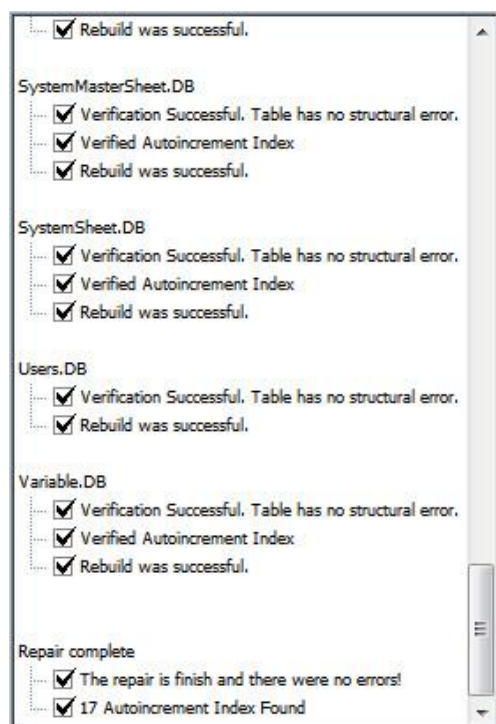 Rebuild was successful.
SystemMasterSheet.DB
Verification Successful. Table has no structural error.
Verified Autoincrement Index
Rebuild was successful.
SystemSheet.DB
Verification Successful. Table has no structural error.
Verified Autoincrement Index
Rebuild was successful.
Users.DB
Verification Successful. Table has no structural error.
Rebuild was successful.
Variable.DB
Verification Successful. Table has no structural error.
Verified Autoincrement Index
Rebuild was successful.
Repair complete
The repair is finish and there were no errors!
17 Autoincrement Index Found